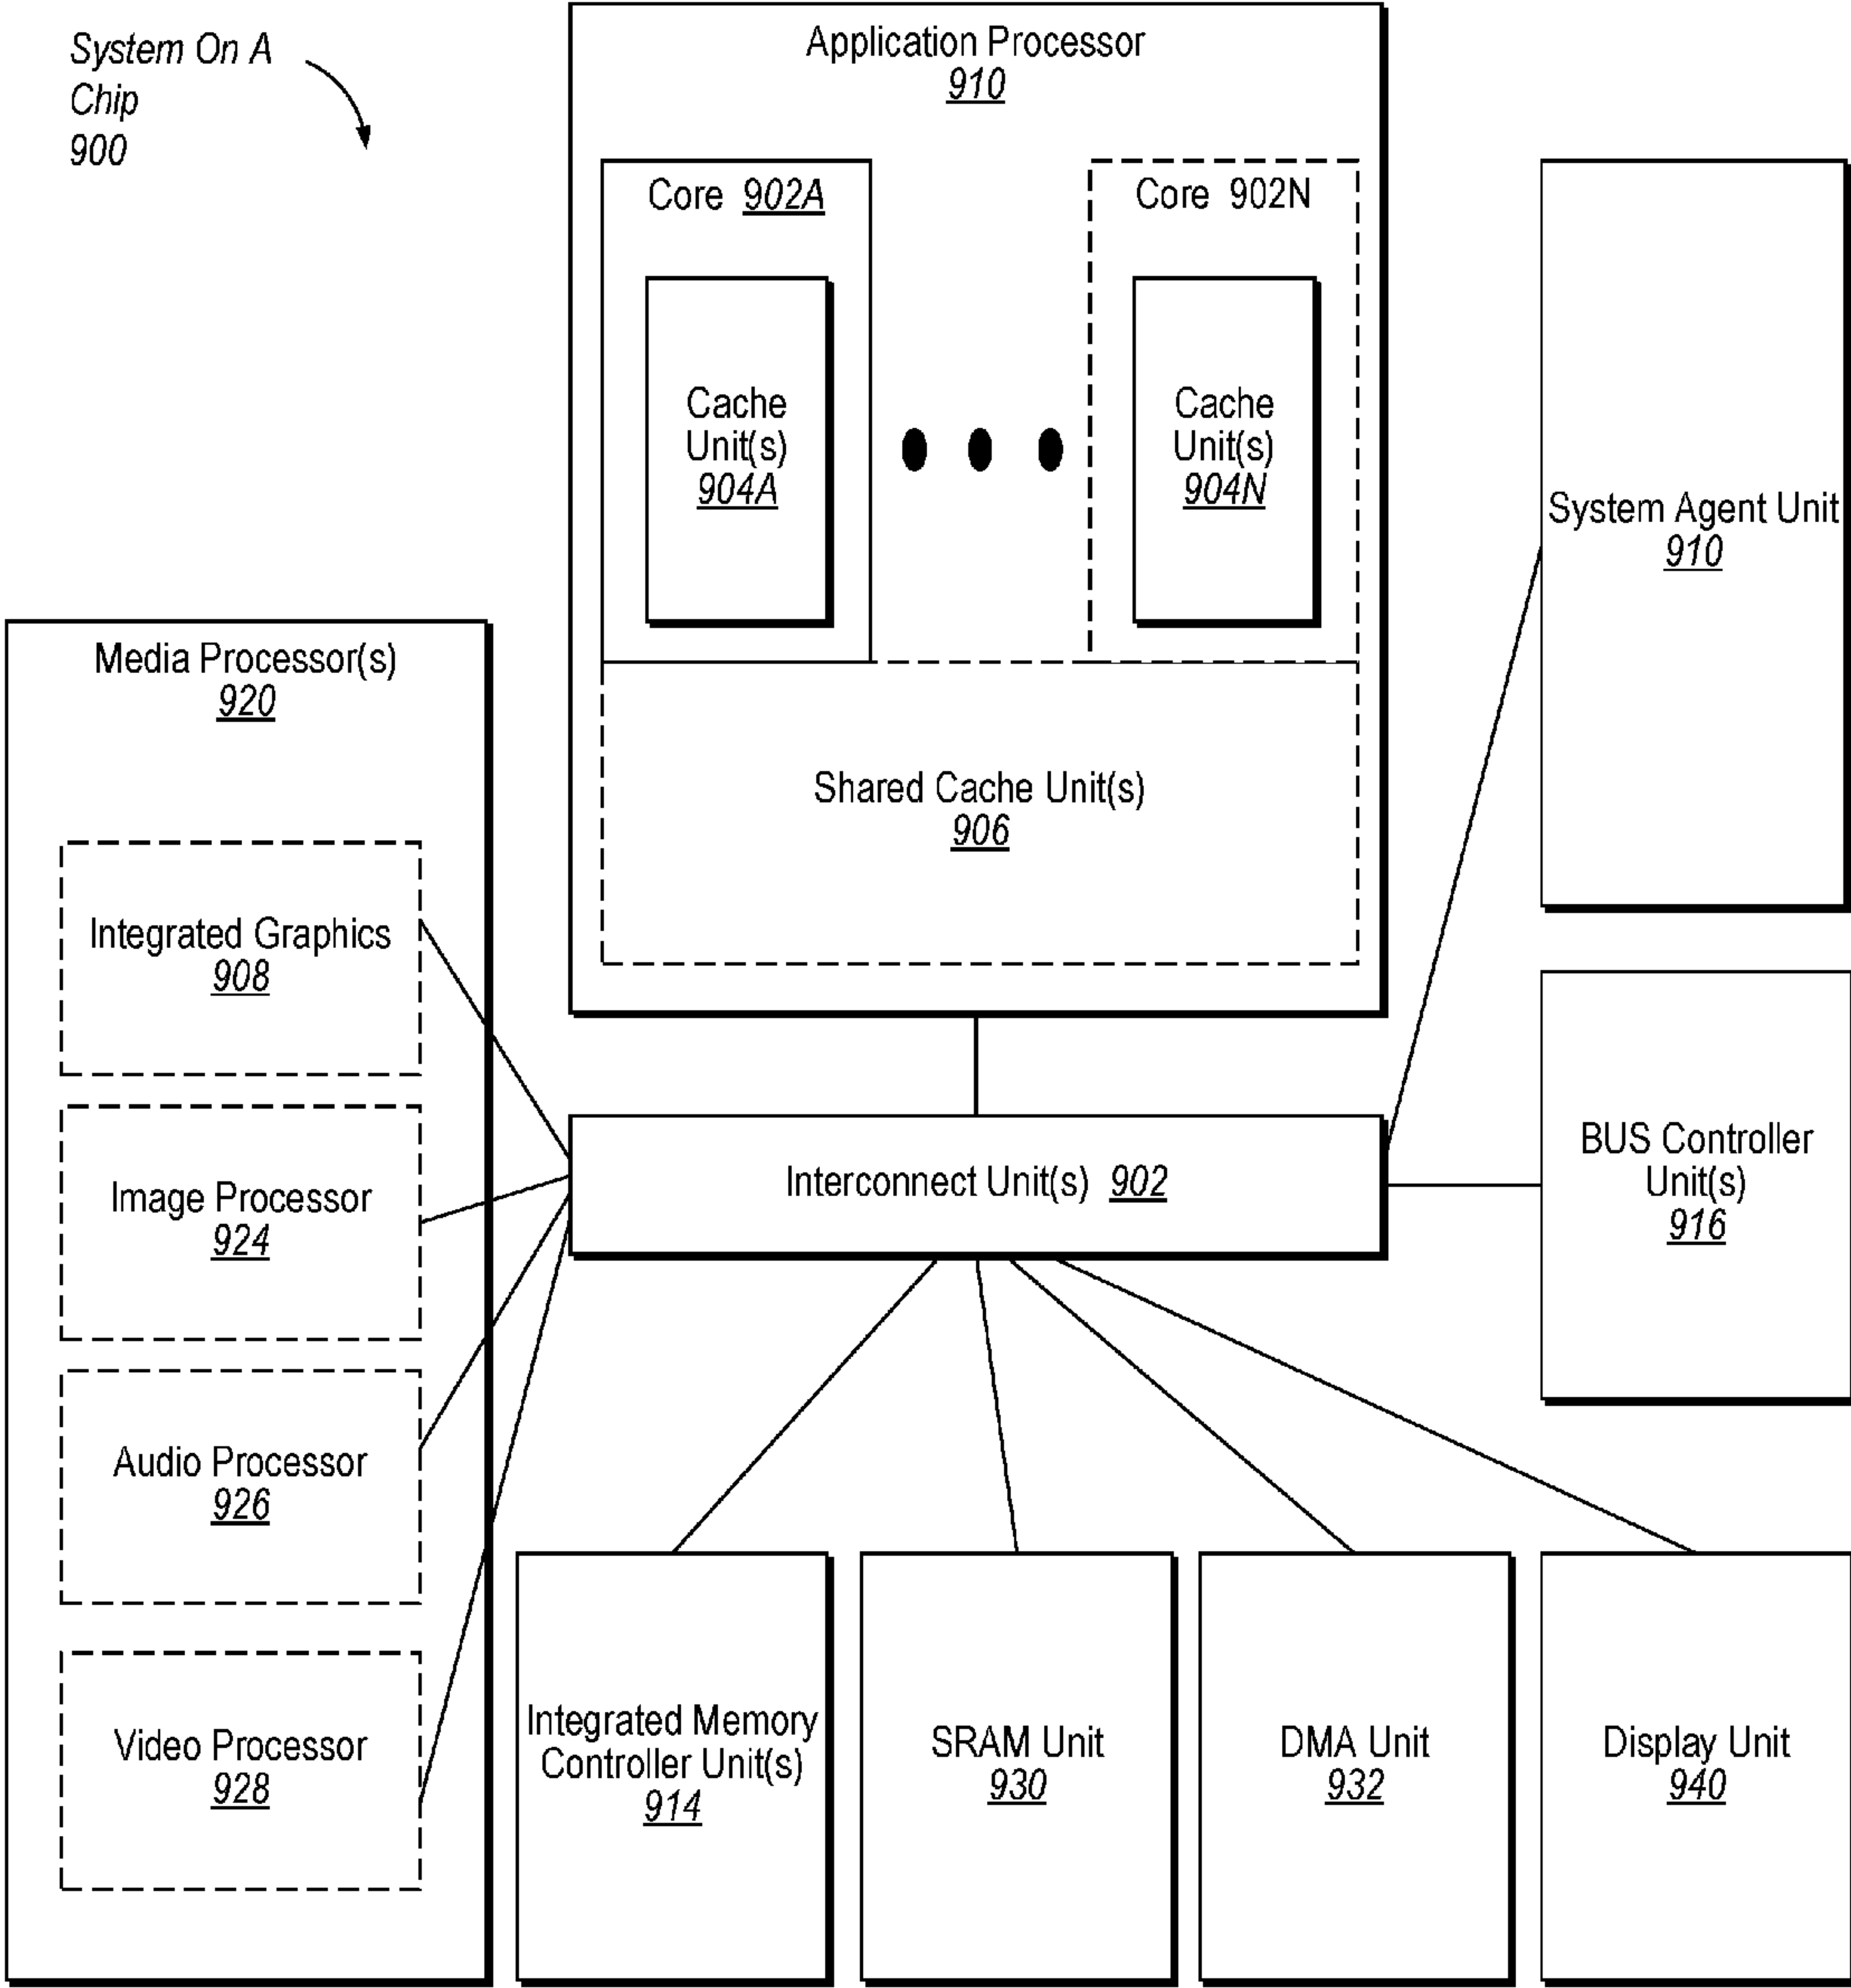 System On A
Chip
900
Application Processor
910
Core 902A
Cache
Unit(s)
904A
Core 902N
Cache
Unit(s)
904N
Shared Cache Unit(s)
906
System Agent Unit
910
Media Processor(s)
920
Integrated Graphics
908
Image Processor
924
Audio Processor
926
Video Processor
928
Interconnect Unit(s) 902
BUS Controller
Unit(s)
916
Integrated Memory
Controller Unit(s)
914
SRAM Unit
930
DMA Unit
932
Display Unit
940